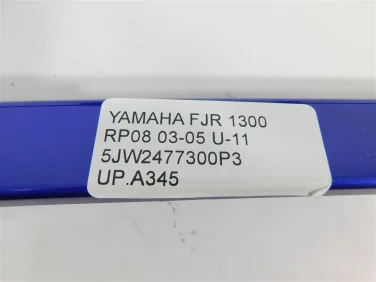 YAMAHA FJR 1300
RP08 03-05 U-11
5JW2477300P3
UP.A345